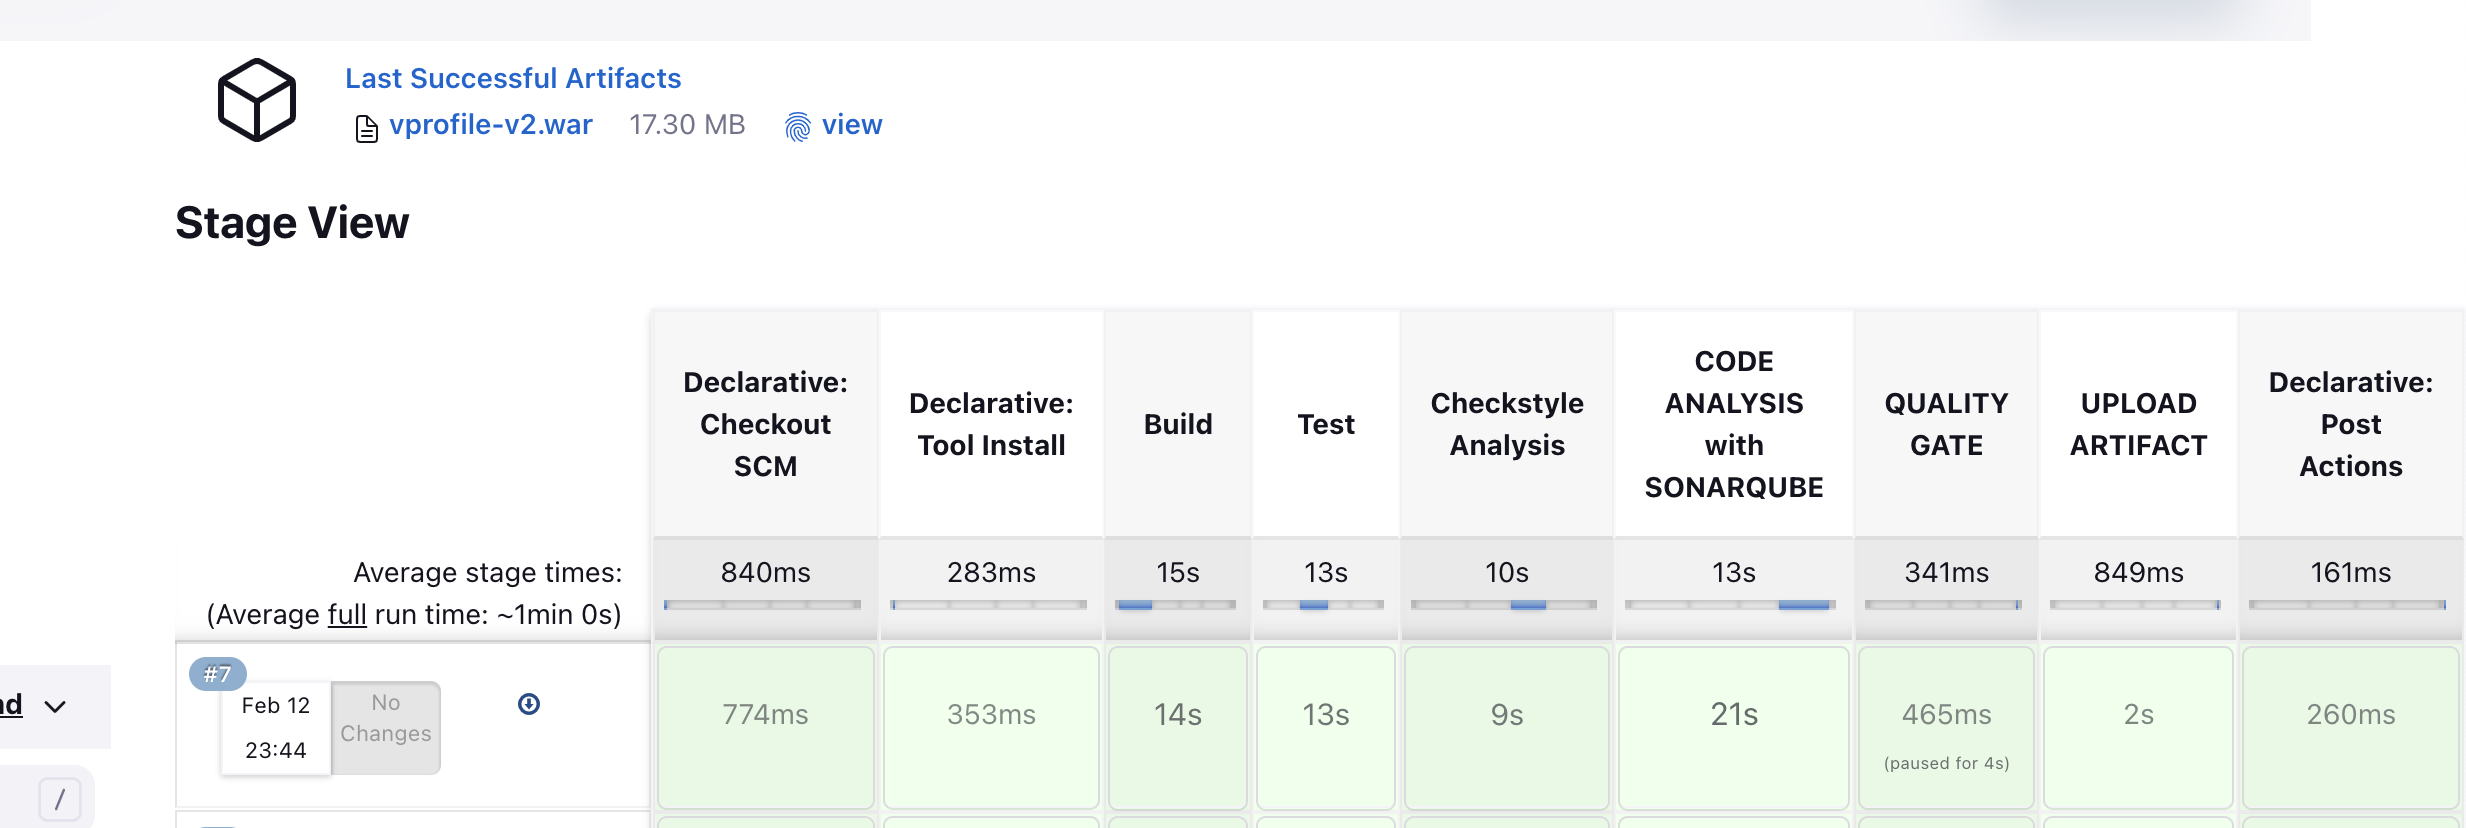 Last Successful Artifacts
vprofile-v2.war 17.30 MB view
Stage View
Declarative: Checkout SCM
Declarative: Tool Install
Build
Test
Checkstyle Analysis
CODE ANALYSIS with SONARQUBE
QUALITY GATE
UPLOAD ARTIFACT
Declarative: Post Actions
Average stage times:
(Average full run time: ~1min 0s)
840ms 283ms 15s 13s 10s 13s 341ms 849ms 161ms
#7
Feb 12
23:44
No
Changes
774ms 353ms 14s 13s 9s 21s 465ms 2s 260ms
(paused for 4s)
/